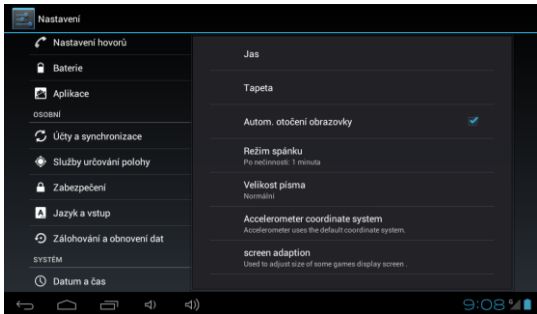 Nastavení
Nastavení hovorů
Baterie
Aplikace
OSOBNÍ
Účty a synchronizace
Služby určování polohy
Zabezpečení
Jazyk a vstup
Zálohování a obnovení dat
SYSTÉM
Datum a čas
Jas
Tapeta
Autom. otočení obrazovky
Režim spánku
Po nečinnosti: 1 minuta
Velikost písma
Normální
Accelerometer coordinate system
Accelerometer uses the default coordinate system.
screen adaption
Used to adjust size of some games display screen .
9:08